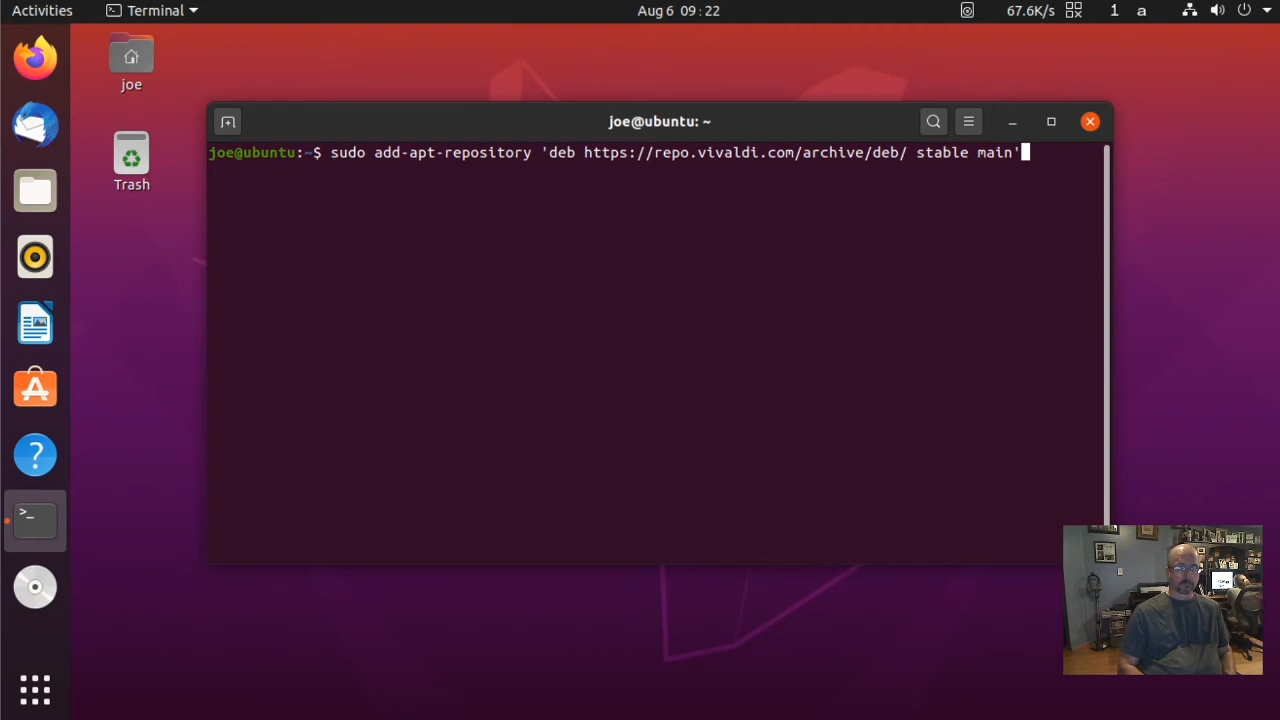 Activities
Terminal
Aug 6 09:22
67.6K/s
1
a
joe
Trash
joe@ubuntu: ~
joe@ubuntu:~$ sudo add-apt-repository 'deb https://repo.vivaldi.com/archive/deb/ stable main'